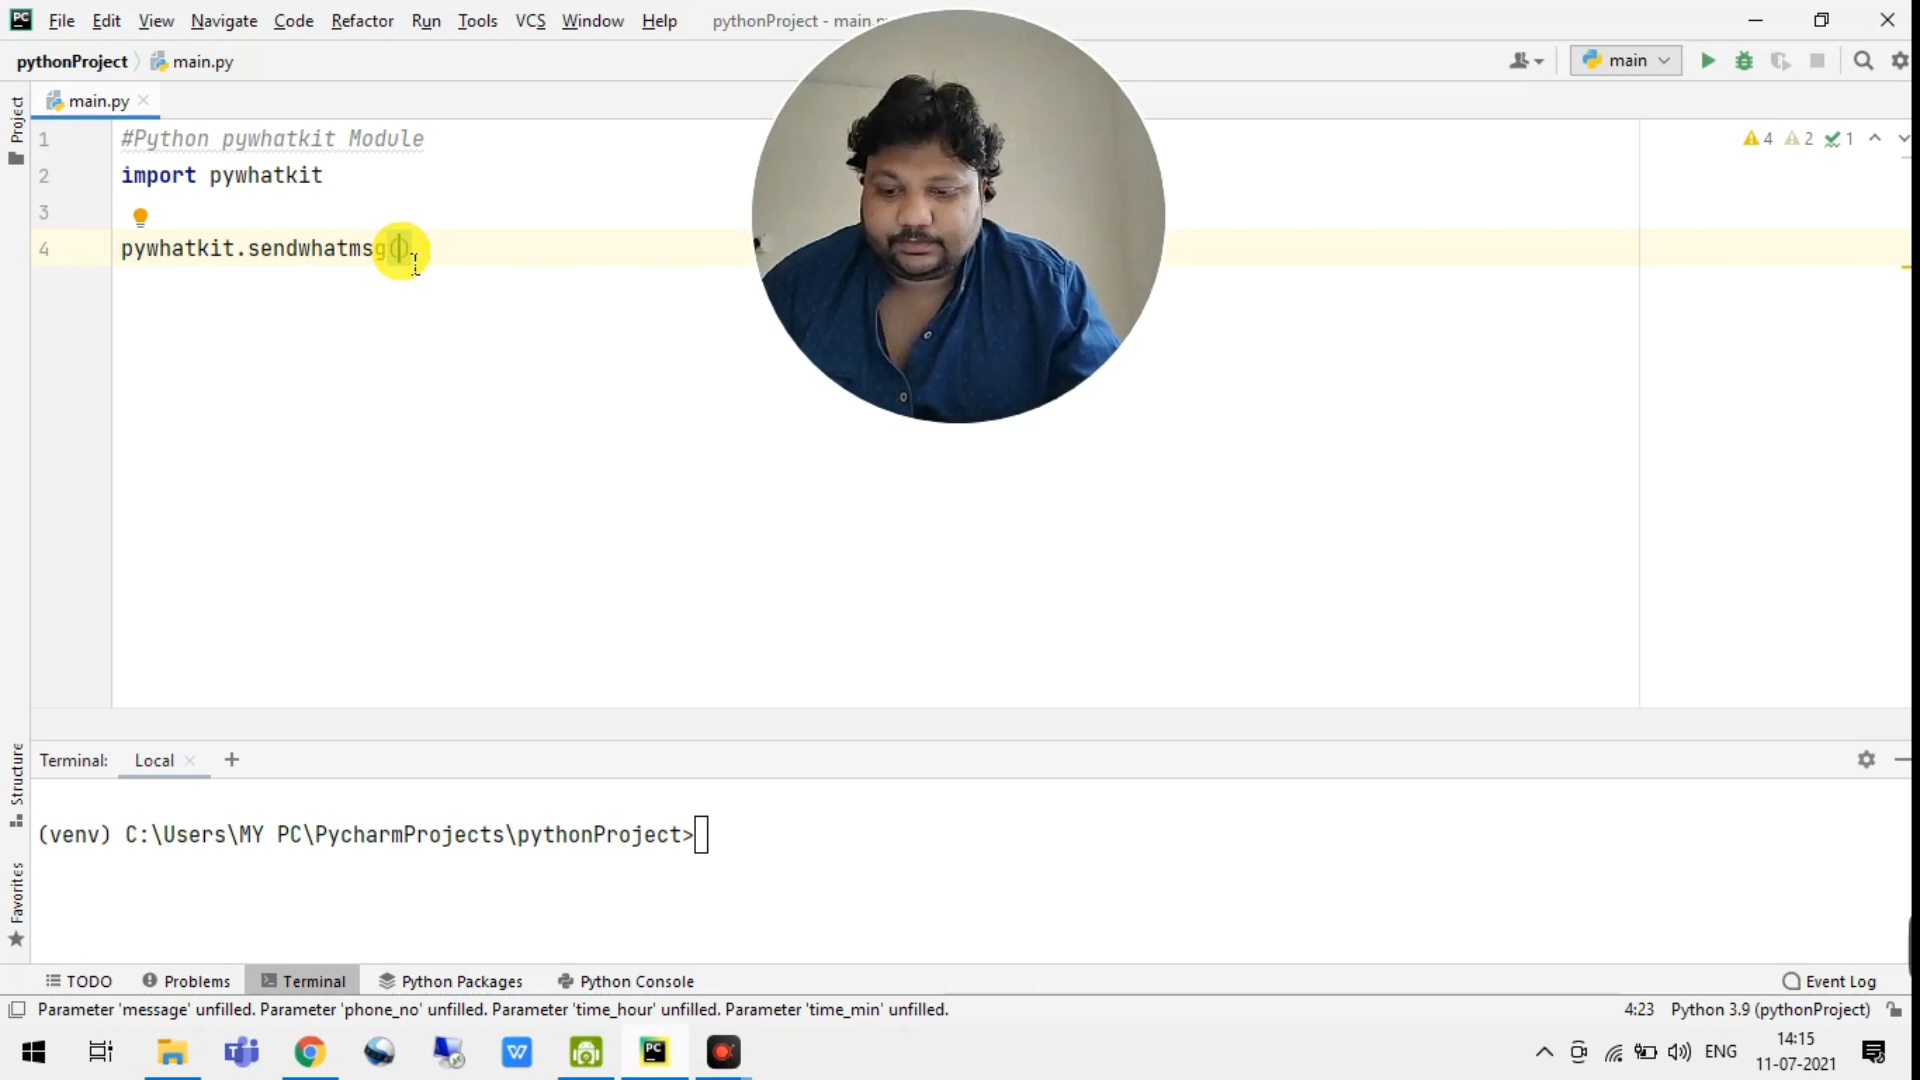 PC File Edit View Navigate Code Refactor Run Tools VCS Window Help pythonProject - main.
pythonProject main.py main
main.py
Project
1 #Python pywhatkit Module 4 2 1
2 import pywhatkit
3
4 pywhatkit.sendwhatmsg()
Structure
Favorites
Terminal: Local +
(venv) C:\Users\MY PC\PycharmProjects\pythonProject>
TODO Problems Terminal Python Packages Python Console Event Log
Parameter 'message' unfilled. Parameter 'phone_no' unfilled. Parameter 'time_hour' unfilled. Parameter 'time_min' unfilled. 4:23 Python 3.9 (pythonProject)
W PC ENG 14:15
11-07-2021